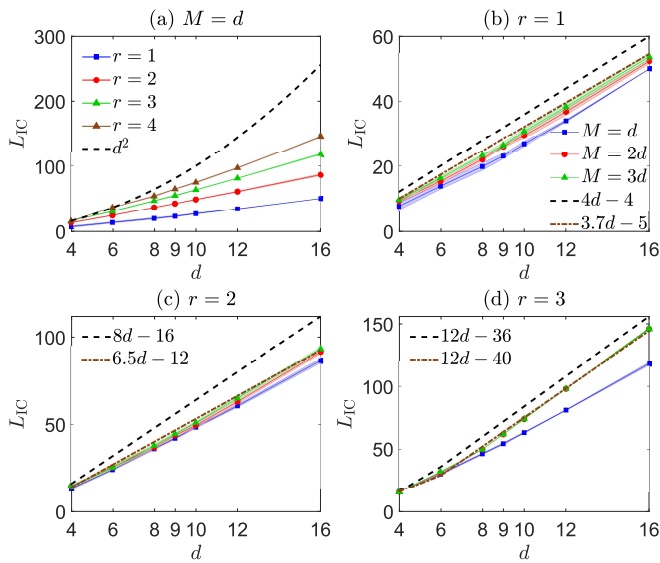 (a) M = d
300
200
100
0
4
6
8
9
10
12
16
L_IC
d
r = 1
r = 2
r = 3
r = 4
d²
(b) r = 1
60
40
20
0
4
6
8
9
10
12
16
L_IC
d
M = d
M = 2d
M = 3d
4d − 4
3.7d − 5
(c) r = 2
100
50
0
4
6
8
9
10
12
16
L_IC
d
8d − 16
6.5d − 12
(d) r = 3
150
100
50
0
4
6
8
9
10
12
16
L_IC
d
12d − 36
12d − 40